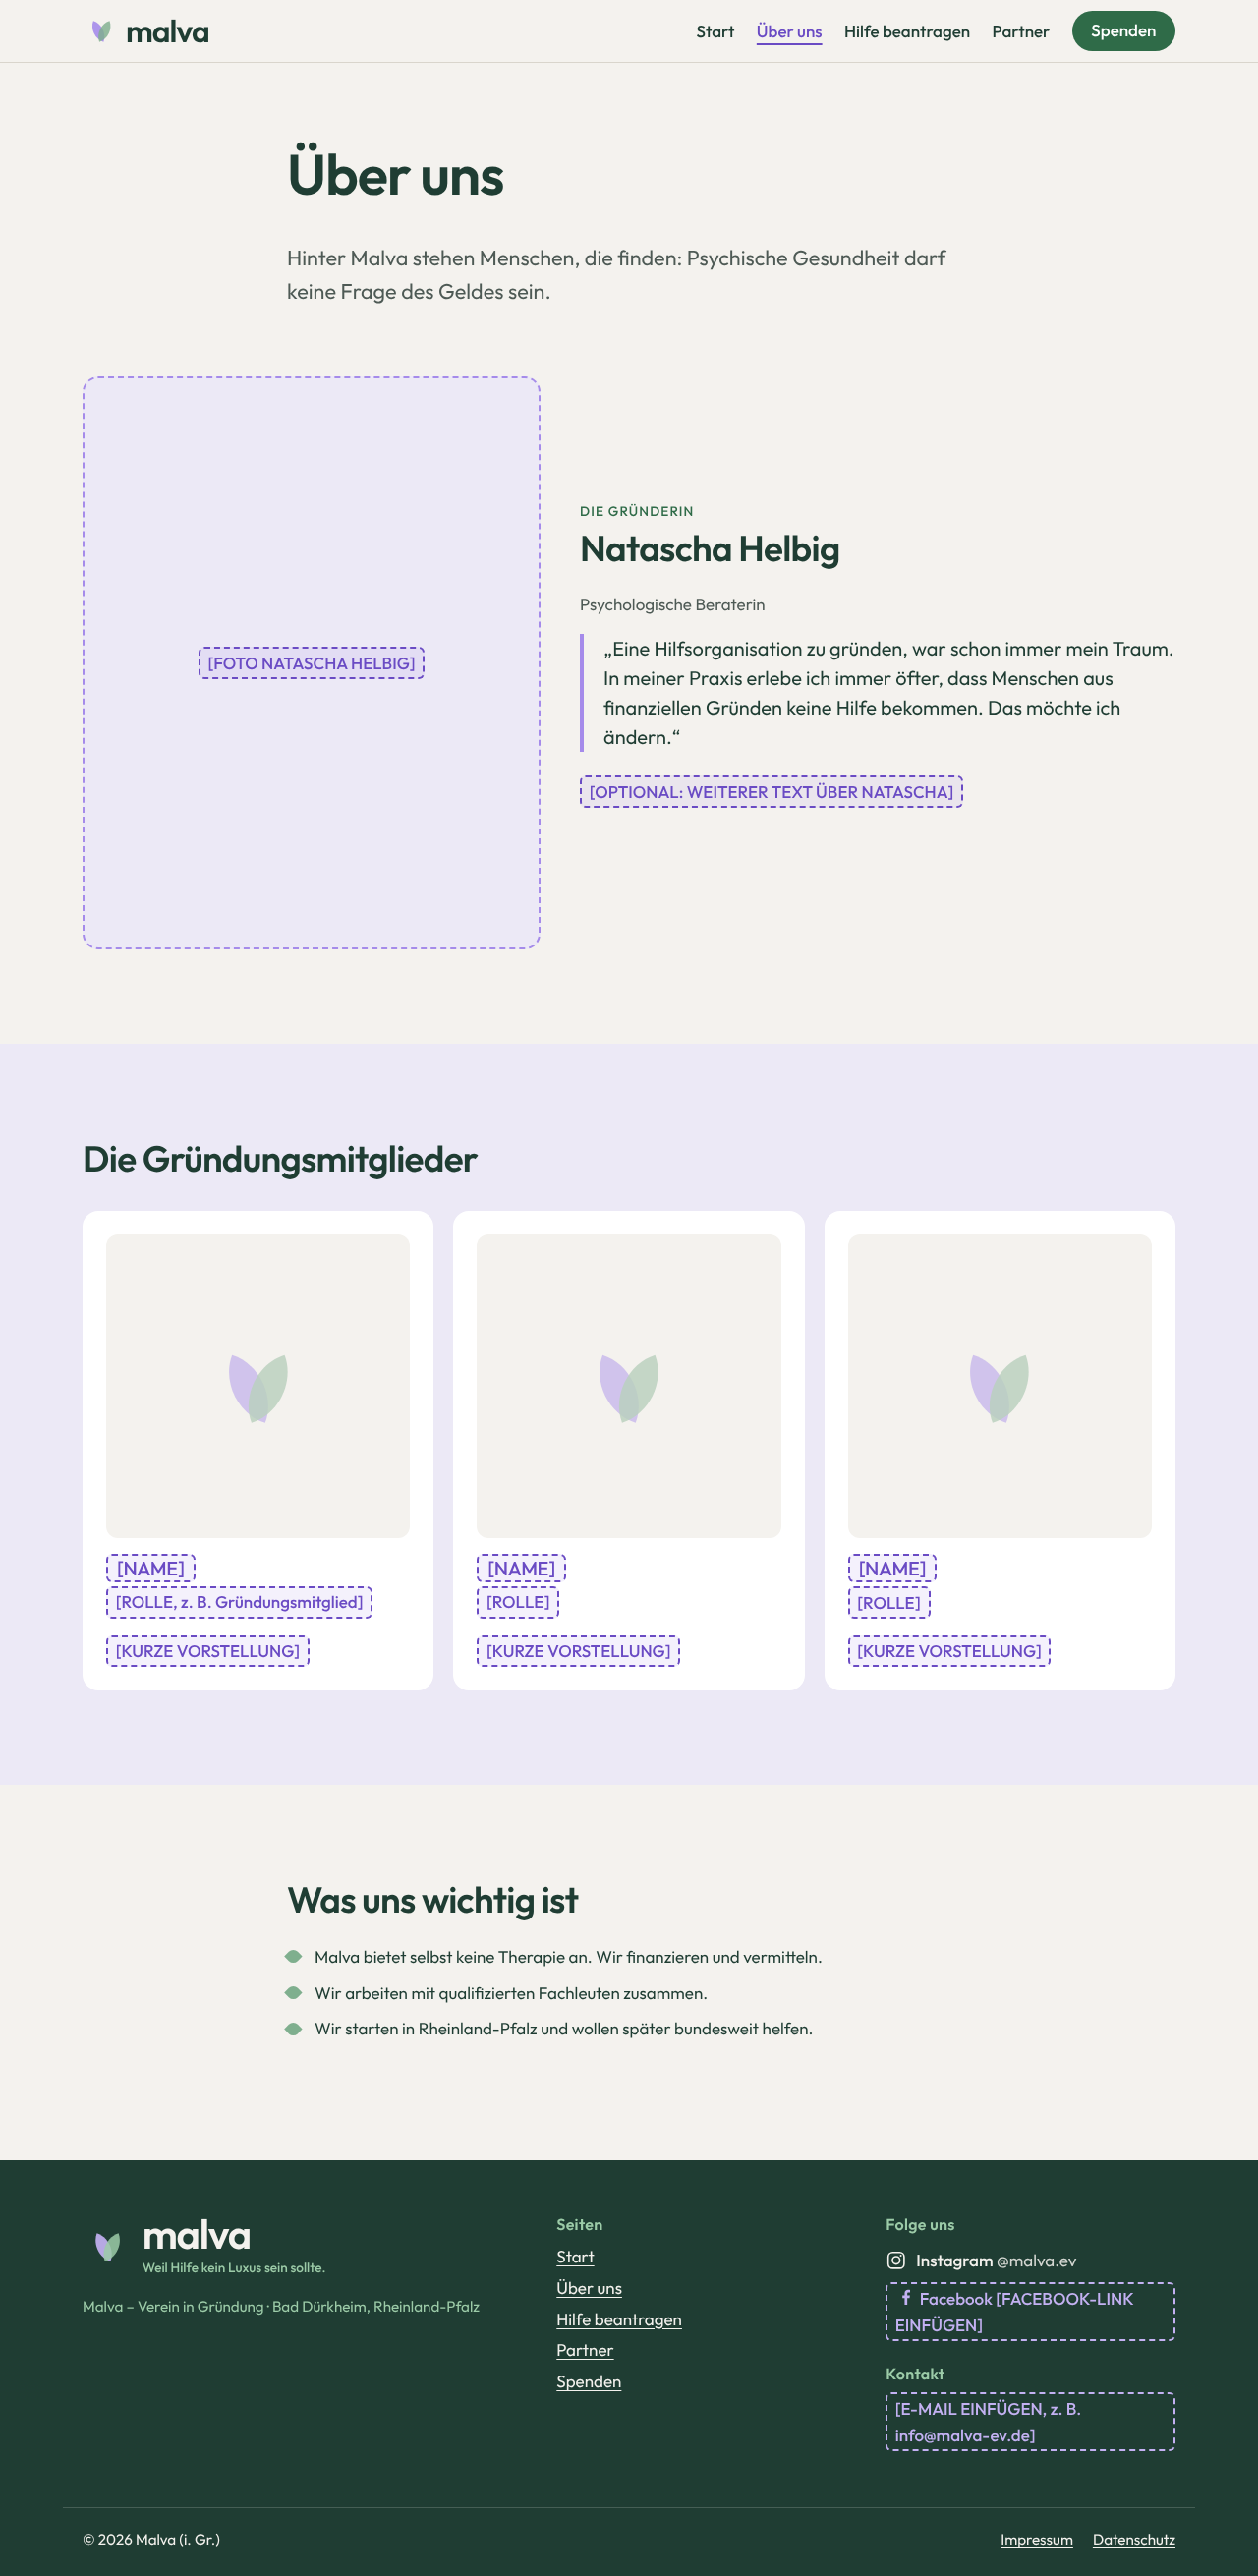 malva
Start
Über uns
Hilfe beantragen
Partner
Spenden
Über uns
Hinter Malva stehen Menschen, die finden: Psychische Gesundheit darf
keine Frage des Geldes sein.
[FOTO NATASCHA HELBIG]
DIE GRÜNDERIN
Natascha Helbig
Psychologische Beraterin
„Eine Hilfsorganisation zu gründen, war schon immer mein Traum.
In meiner Praxis erlebe ich immer öfter, dass Menschen aus
finanziellen Gründen keine Hilfe bekommen. Das möchte ich
ändern.“
[OPTIONAL: WEITERER TEXT ÜBER NATASCHA]
Die Gründungsmitglieder
[NAME]
[ROLLE, z. B. Gründungsmitglied]
[KURZE VORSTELLUNG]
[NAME]
[ROLLE]
[KURZE VORSTELLUNG]
[NAME]
[ROLLE]
[KURZE VORSTELLUNG]
Was uns wichtig ist
Malva bietet selbst keine Therapie an. Wir finanzieren und vermitteln.
Wir arbeiten mit qualifizierten Fachleuten zusammen.
Wir starten in Rheinland-Pfalz und wollen später bundesweit helfen.
malva
Weil Hilfe kein Luxus sein sollte.
Malva – Verein in Gründung · Bad Dürkheim, Rheinland-Pfalz
Seiten
Start
Über uns
Hilfe beantragen
Partner
Spenden
Folge uns
Instagram @malva.ev
Facebook [FACEBOOK-LINK
EINFÜGEN]
Kontakt
[E-MAIL EINFÜGEN, z. B.
info@malva-ev.de]
© 2026 Malva (i. Gr.)
Impressum
Datenschutz